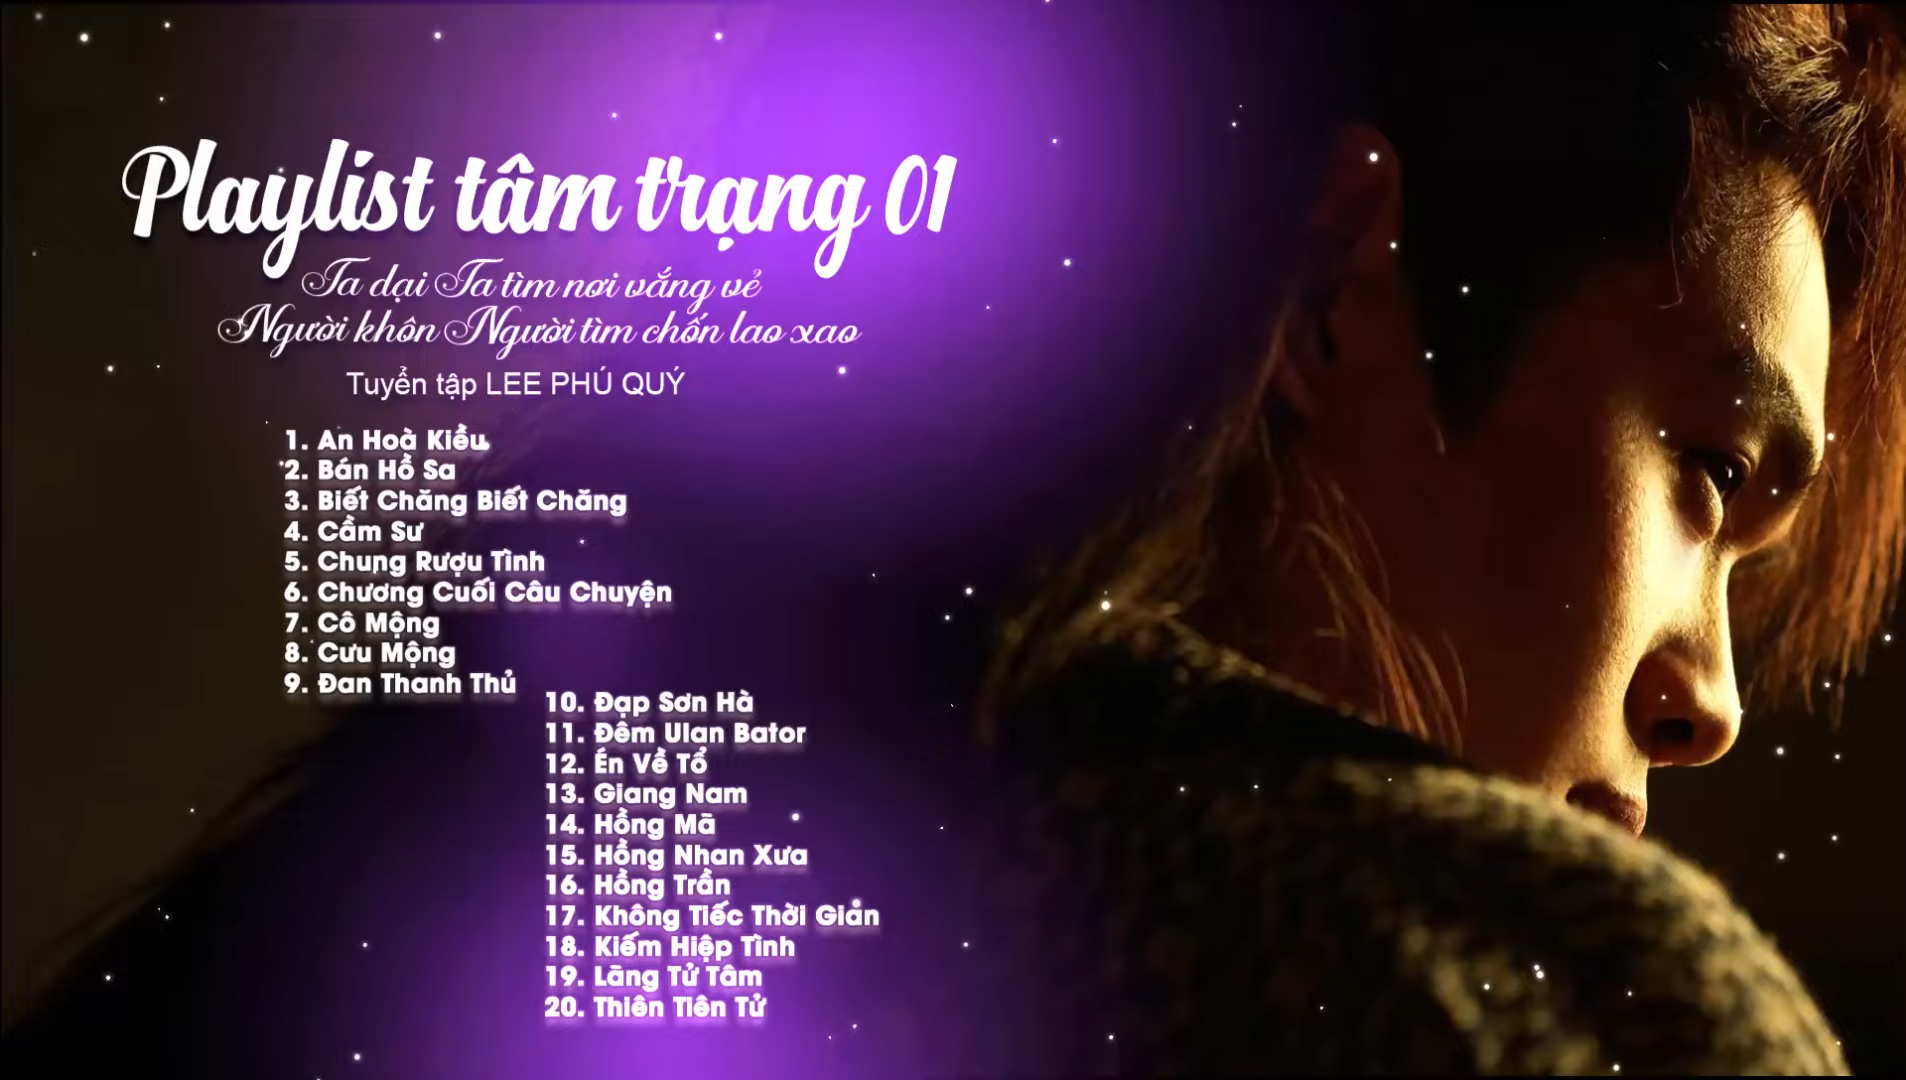 Playlist tâm trạng 01
Ta dại Ta tìm nơi vắng vẻ
Người khôn Người tìm chốn lao xao
Tuyển tập LEE PHÚ QUÝ
1. An Hoà Kiều
2. Bán Hồ Sa
3. Biết Chăng Biết Chăng
4. Cầm Sư
5. Chung Rượu Tình
6. Chương Cuối Câu Chuyện
7. Cô Mộng
8. Cưu Mộng
9. Đan Thanh Thủ
10. Đạp Sơn Hà
11. Đêm Ulan Bator
12. Én Về Tổ
13. Giang Nam
14. Hồng Mã
15. Hồng Nhan Xưa
16. Hồng Trần
17. Không Tiếc Thời Gian
18. Kiếm Hiệp Tình
19. Lãng Tử Tâm
20. Thiên Tiên Tử